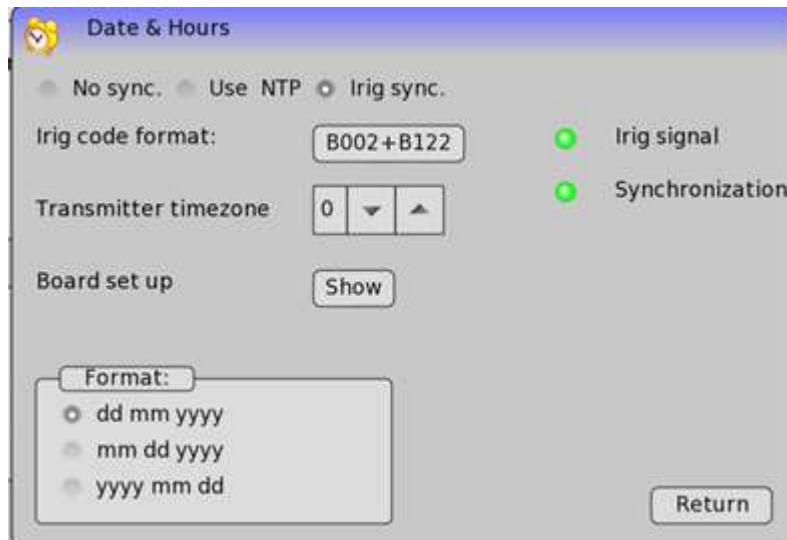 Date & Hours
No sync. Use NTP Irig sync.
Irig code format: B002+B122 Irig signal
Synchronization
Transmitter timezone 0
Board set up Show
Format:
dd mm yyyy
mm dd yyyy
yyyy mm dd
Return